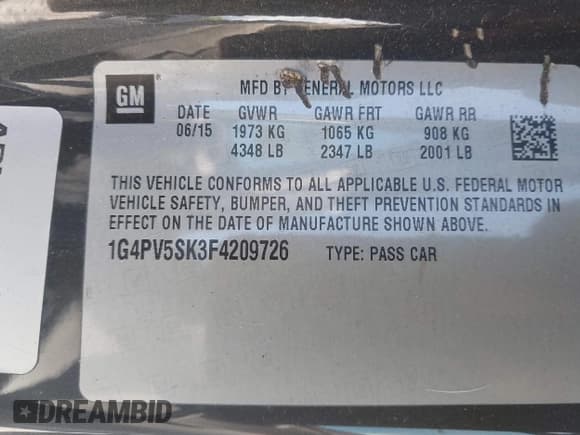 GM
MFD BY GENERAL MOTORS LLC
DATE GVWR GAWR FRT GAWR RR
06/15 1973 KG 1065 KG 908 KG
4348 LB 2347 LB 2001 LB
THIS VEHICLE CONFORMS TO ALL APPLICABLE U.S. FEDERAL MOTOR
VEHICLE SAFETY, BUMPER, AND THEFT PREVENTION STANDARDS IN
EFFECT ON THE DATE OF MANUFACTURE SHOWN ABOVE.
1G4PV5SK3F4209726 TYPE: PASS CAR
DREAMBID